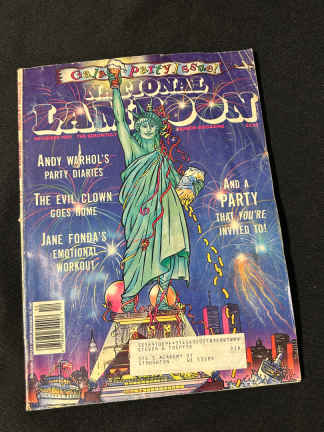 Gala Party Issue!
NATIONAL
LAMPOON
ANDY WARHOL'S
PARTY DIARIES
THE EVIL CLOWN
GOES HOME
JANE FONDA'S
EMOTIONAL
WORKOUT
AND A
PARTY
THAT YOU'RE
INVITED TO!